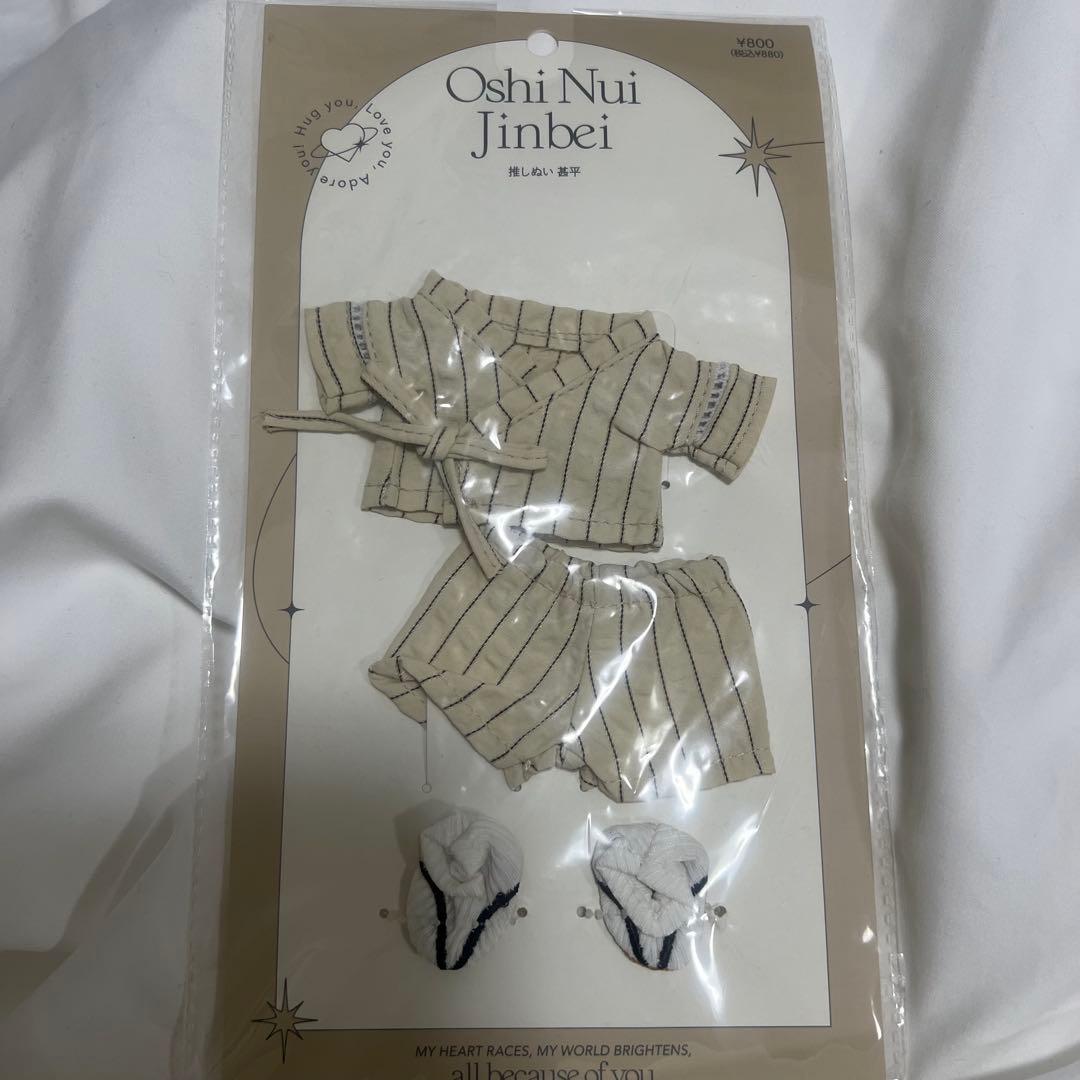 ¥800
(税込¥880)
Oshi Nui
Jinbei
推しぬい 甚平
Hug you, Love you, Adore you!
MY HEART RACES, MY WORLD BRIGHTENS,
all because of you